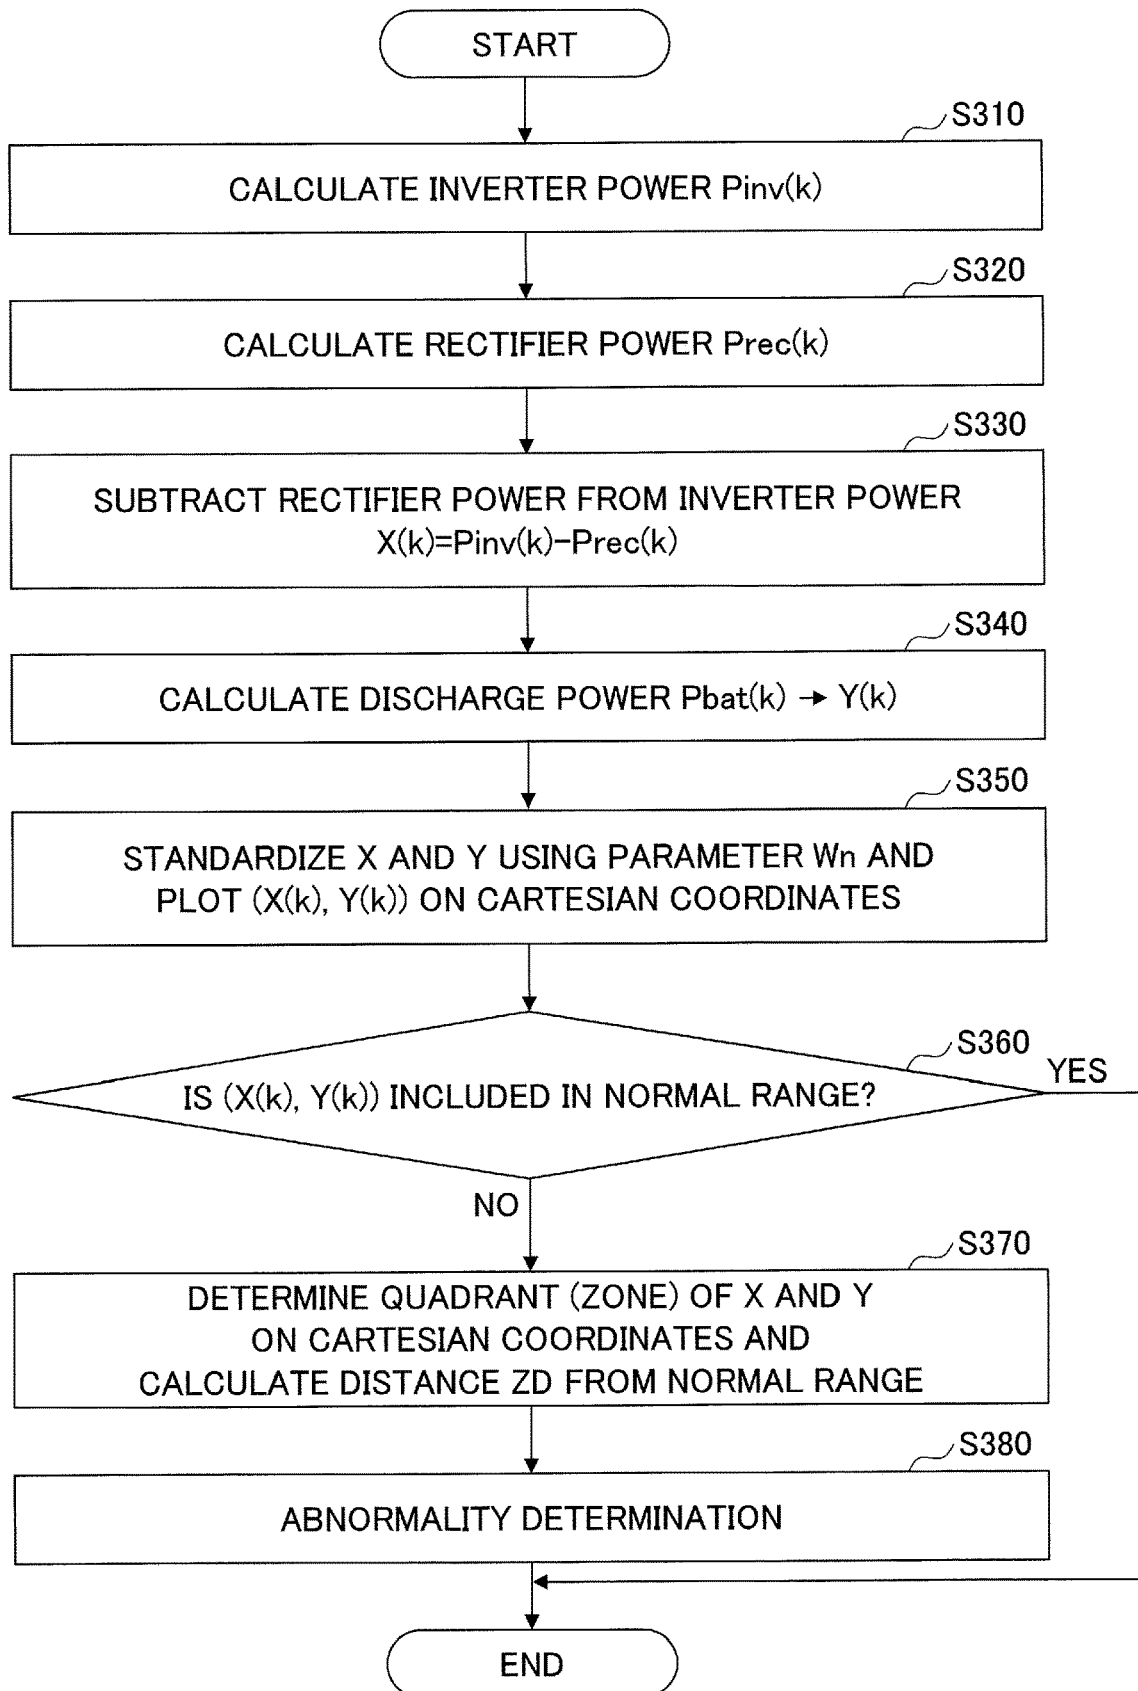 START
S310
CALCULATE INVERTER POWER Pinv(k)
S320
CALCULATE RECTIFIER POWER Prec(k)
S330
SUBTRACT RECTIFIER POWER FROM INVERTER POWER
X(k)=Pinv(k)−Prec(k)
S340
CALCULATE DISCHARGE POWER Pbat(k) → Y(k)
S350
STANDARDIZE X AND Y USING PARAMETER Wn AND
PLOT (X(k), Y(k)) ON CARTESIAN COORDINATES
S360
IS (X(k), Y(k)) INCLUDED IN NORMAL RANGE?
YES
NO
S370
DETERMINE QUADRANT (ZONE) OF X AND Y
ON CARTESIAN COORDINATES AND
CALCULATE DISTANCE ZD FROM NORMAL RANGE
S380
ABNORMALITY DETERMINATION
END